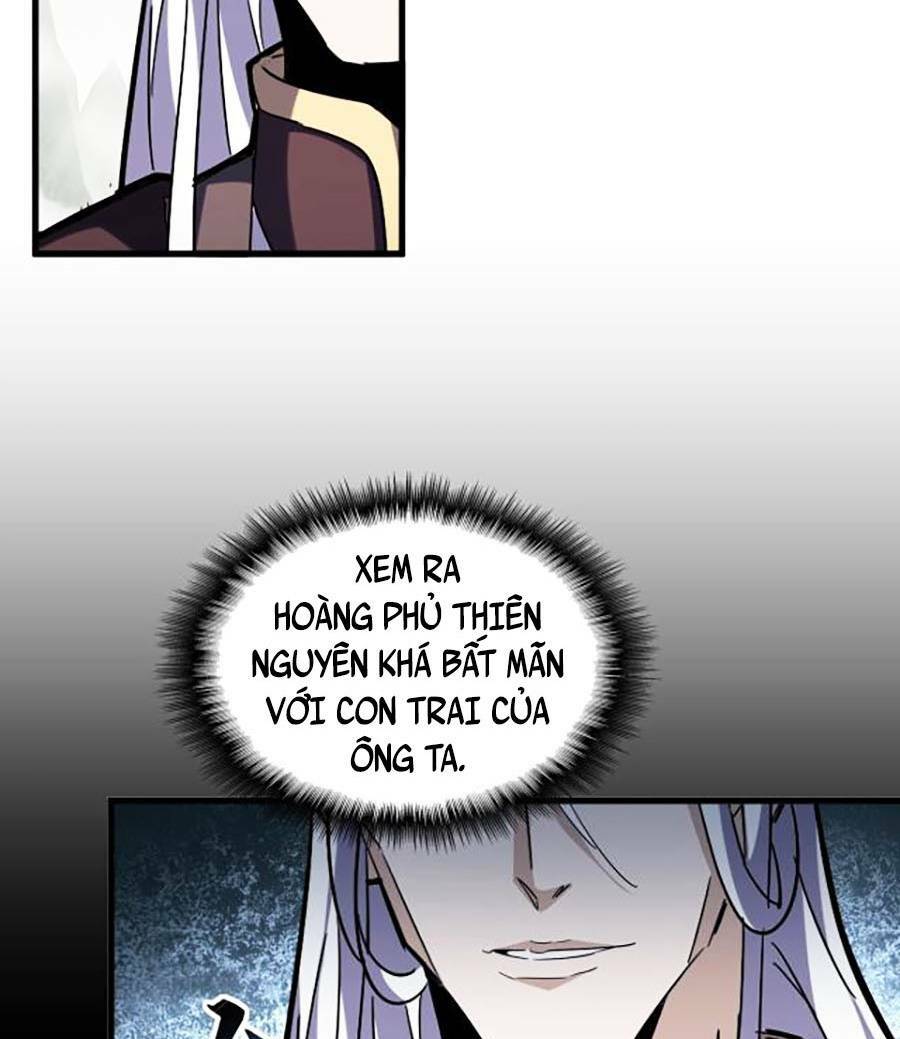 XEM RA
HOÀNG PHỦ THIÊN
NGUYÊN KHÁ BẤT MÃN
VỚI CON TRAI CỦA
ÔNG TA.